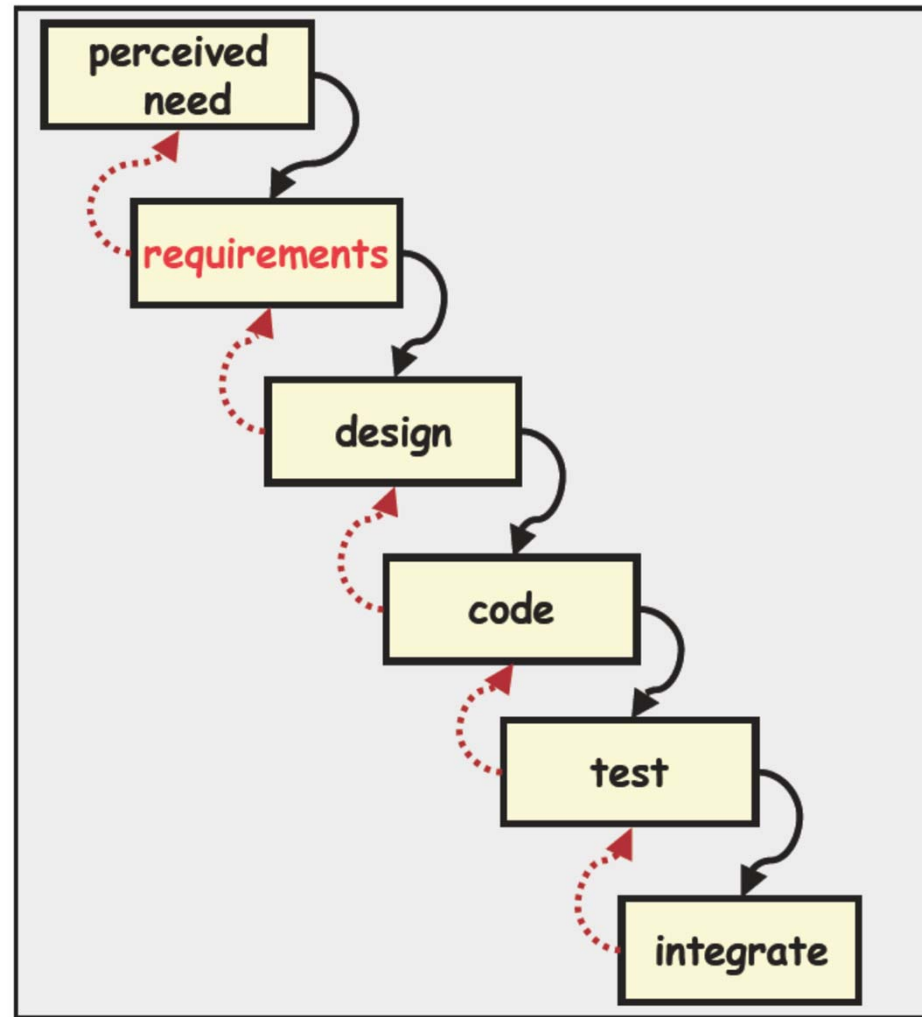 perceived
need
requirements
design
code
test
integrate